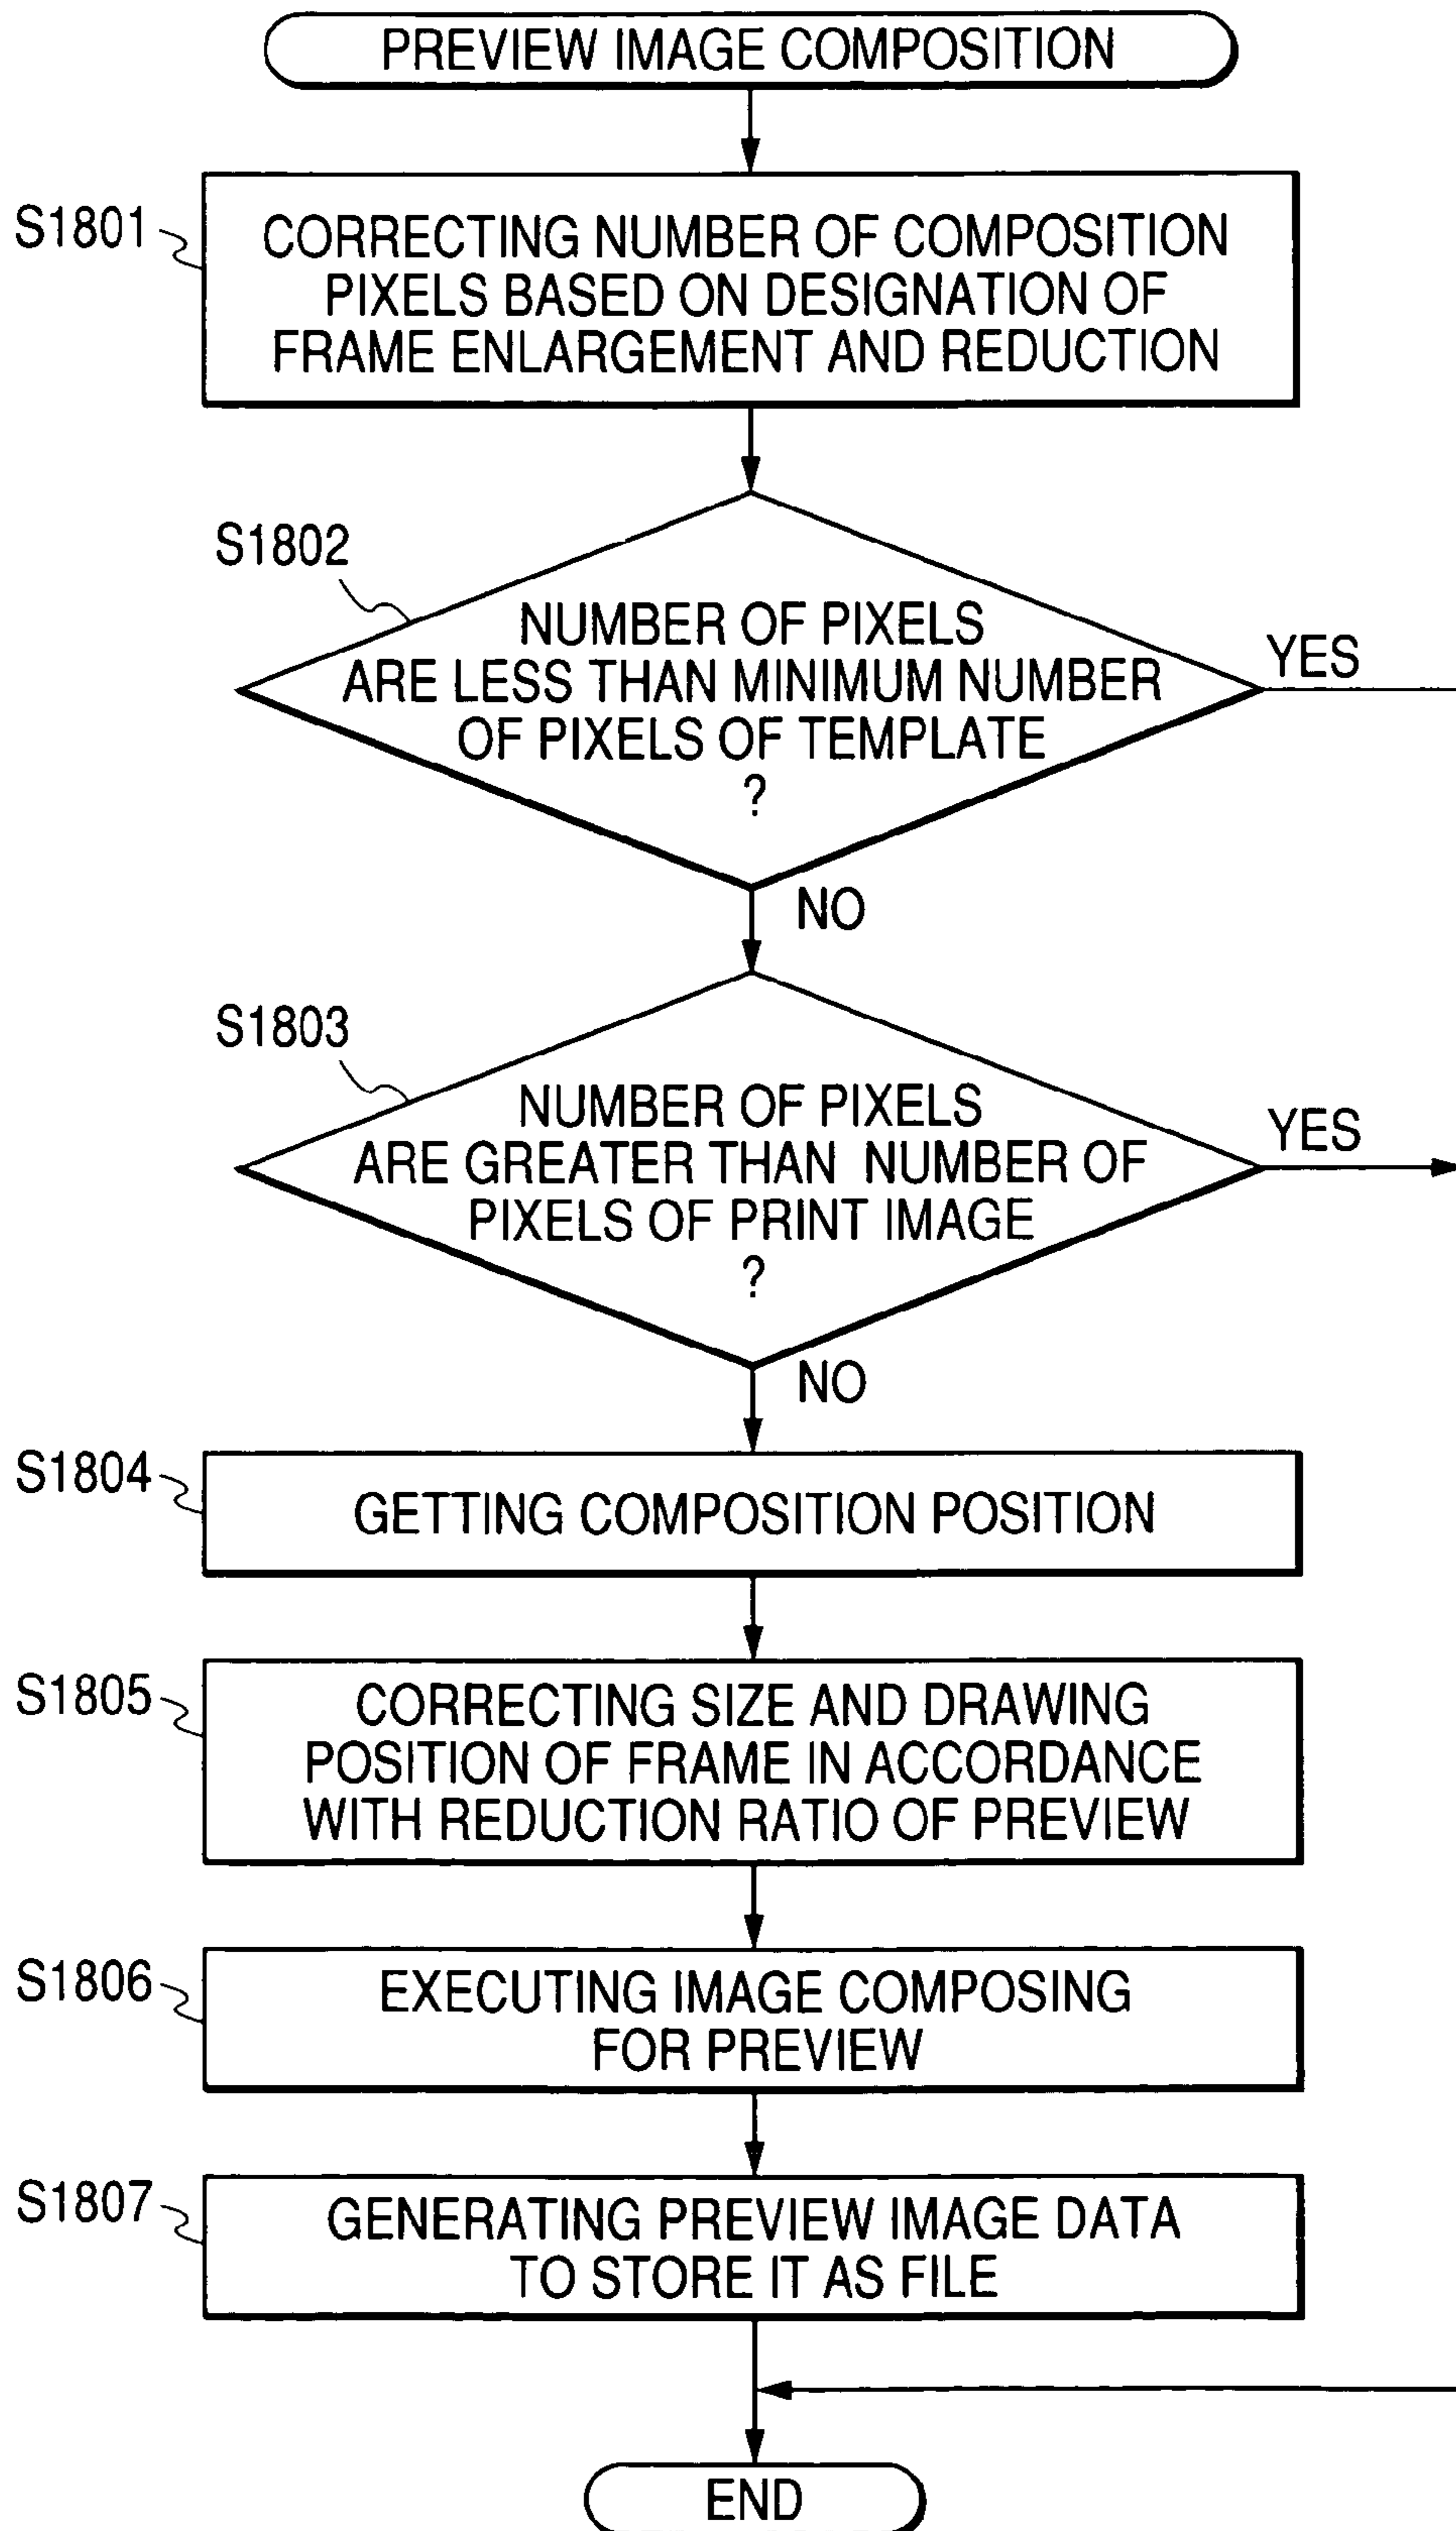 PREVIEW IMAGE COMPOSITION
S1801
CORRECTING NUMBER OF COMPOSITION
PIXELS BASED ON DESIGNATION OF
FRAME ENLARGEMENT AND REDUCTION
S1802
NUMBER OF PIXELS
ARE LESS THAN MINIMUM NUMBER
OF PIXELS OF TEMPLATE
?
YES
NO
S1803
NUMBER OF PIXELS
ARE GREATER THAN NUMBER OF
PIXELS OF PRINT IMAGE
?
YES
NO
S1804
GETTING COMPOSITION POSITION
S1805
CORRECTING SIZE AND DRAWING
POSITION OF FRAME IN ACCORDANCE
WITH REDUCTION RATIO OF PREVIEW
S1806
EXECUTING IMAGE COMPOSING
FOR PREVIEW
S1807
GENERATING PREVIEW IMAGE DATA
TO STORE IT AS FILE
END